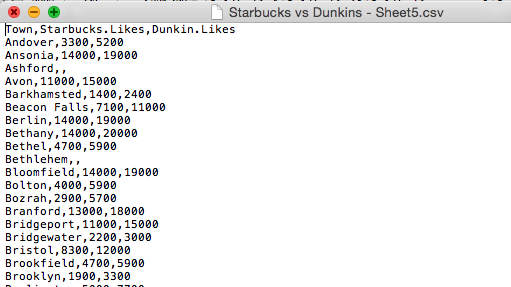 Starbucks vs Dunkins - Sheet5.csv
Town,Starbucks.Likes,Dunkin.Likes
Andover,3300,5200
Ansonia,14000,19000
Ashford,,
Avon,11000,15000
Barkhamsted,1400,2400
Beacon Falls,7100,11000
Berlin,14000,19000
Bethany,14000,20000
Bethel,4700,5900
Bethlehem,,
Bloomfield,14000,19000
Bolton,4000,5900
Bozrah,2900,5700
Branford,13000,18000
Bridgeport,11000,15000
Bridgewater,2200,3000
Bristol,8300,12000
Brookfield,4700,5900
Brooklyn,1900,3300